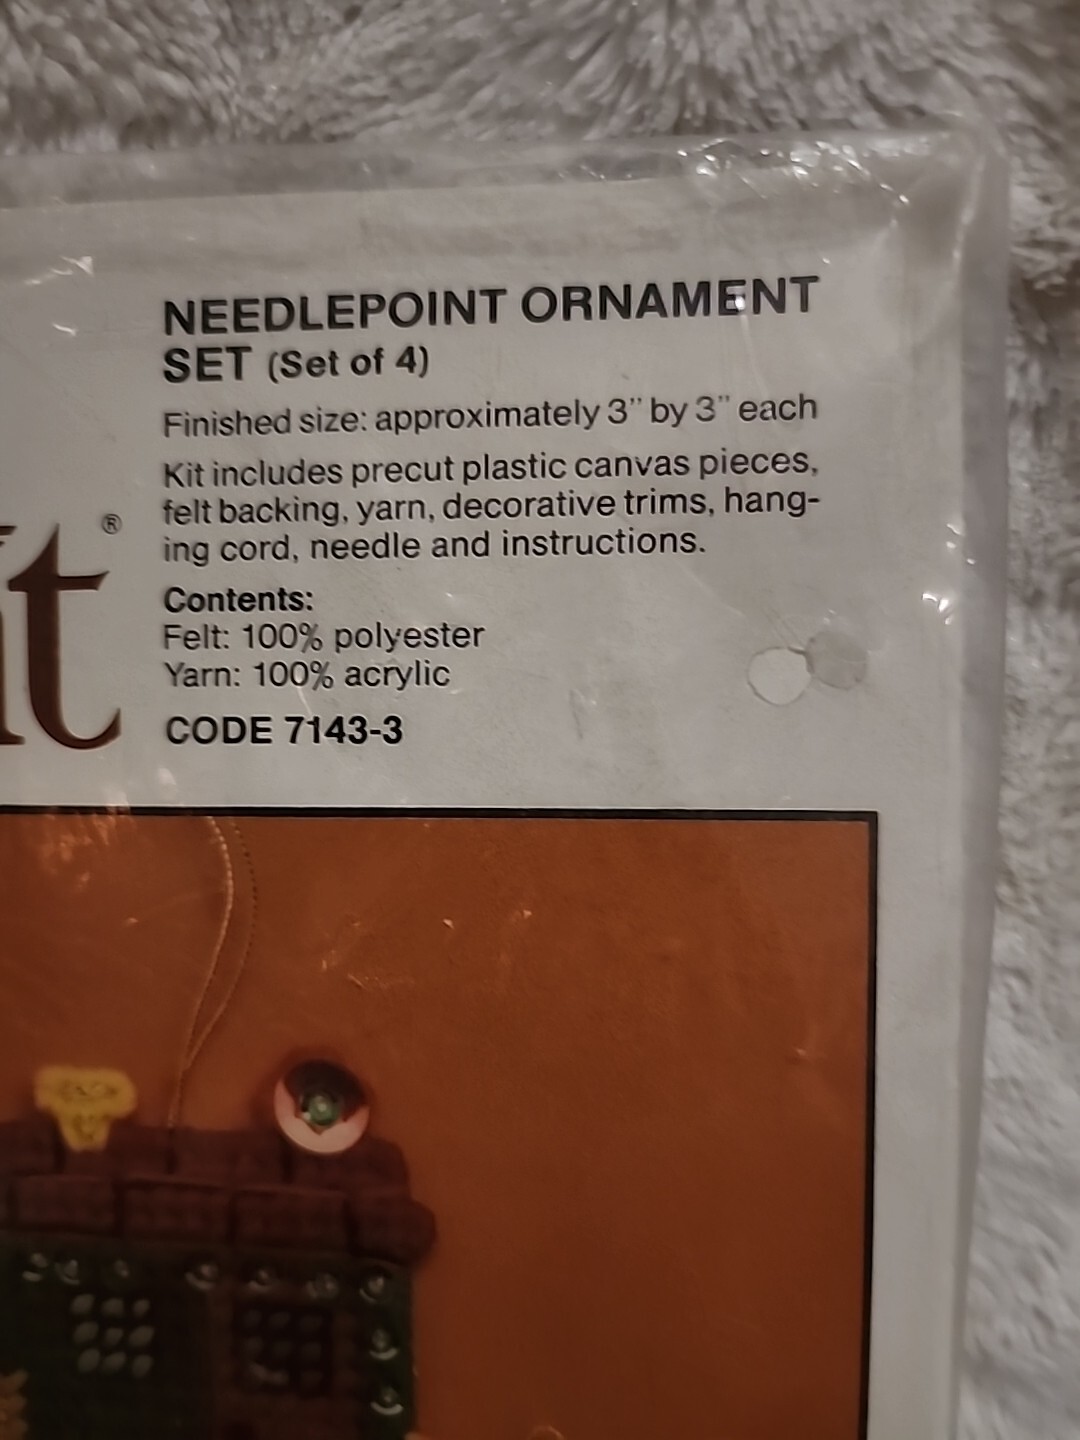 NEEDLEPOINT ORNAMENT
SET (Set of 4)
Finished size: approximately 3" by 3" each
Kit includes precut plastic canvas pieces,
felt backing, yarn, decorative trims, hang-
ing cord, needle and instructions.
Contents:
Felt: 100% polyester
Yarn: 100% acrylic
CODE 7143-3
t®